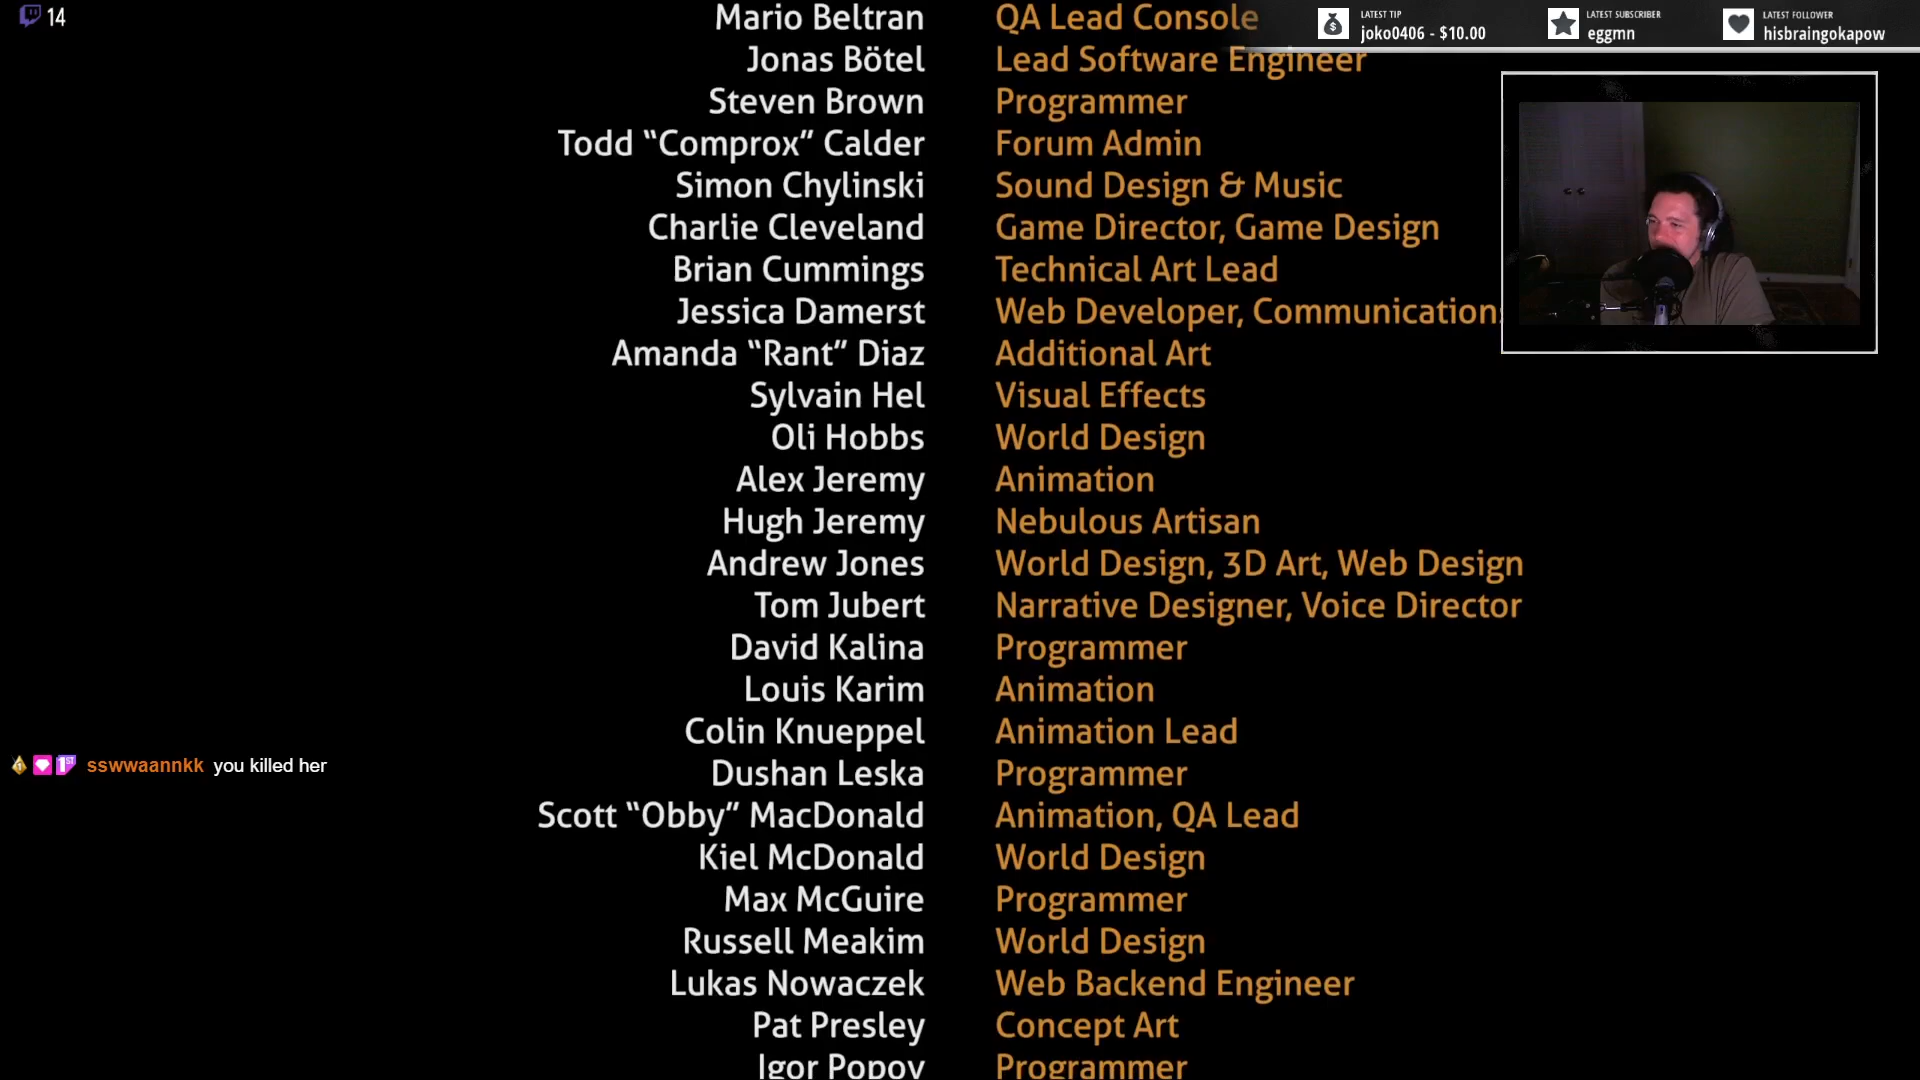 14
LATEST TIP
joko0406 - $10.00
LATEST SUBSCRIBER
eggmn
LATEST FOLLOWER
hisbraingokapow
Mario Beltran QA Lead Console
Jonas Bötel Lead Software Engineer
Steven Brown Programmer
Todd “Comprox” Calder Forum Admin
Simon Chylinski Sound Design & Music
Charlie Cleveland Game Director, Game Design
Brian Cummings Technical Art Lead
Jessica Damerst Web Developer, Communications
Amanda “Rant” Diaz Additional Art
Sylvain Hel Visual Effects
Oli Hobbs World Design
Alex Jeremy Animation
Hugh Jeremy Nebulous Artisan
Andrew Jones World Design, 3D Art, Web Design
Tom Jubert Narrative Designer, Voice Director
David Kalina Programmer
Louis Karim Animation
Colin Knueppel Animation Lead
sswwaannkk you killed her
Dushan Leska Programmer
Scott “Obby” MacDonald Animation, QA Lead
Kiel McDonald World Design
Max McGuire Programmer
Russell Meakim World Design
Lukas Nowaczek Web Backend Engineer
Pat Presley Concept Art
Igor Popov Programmer